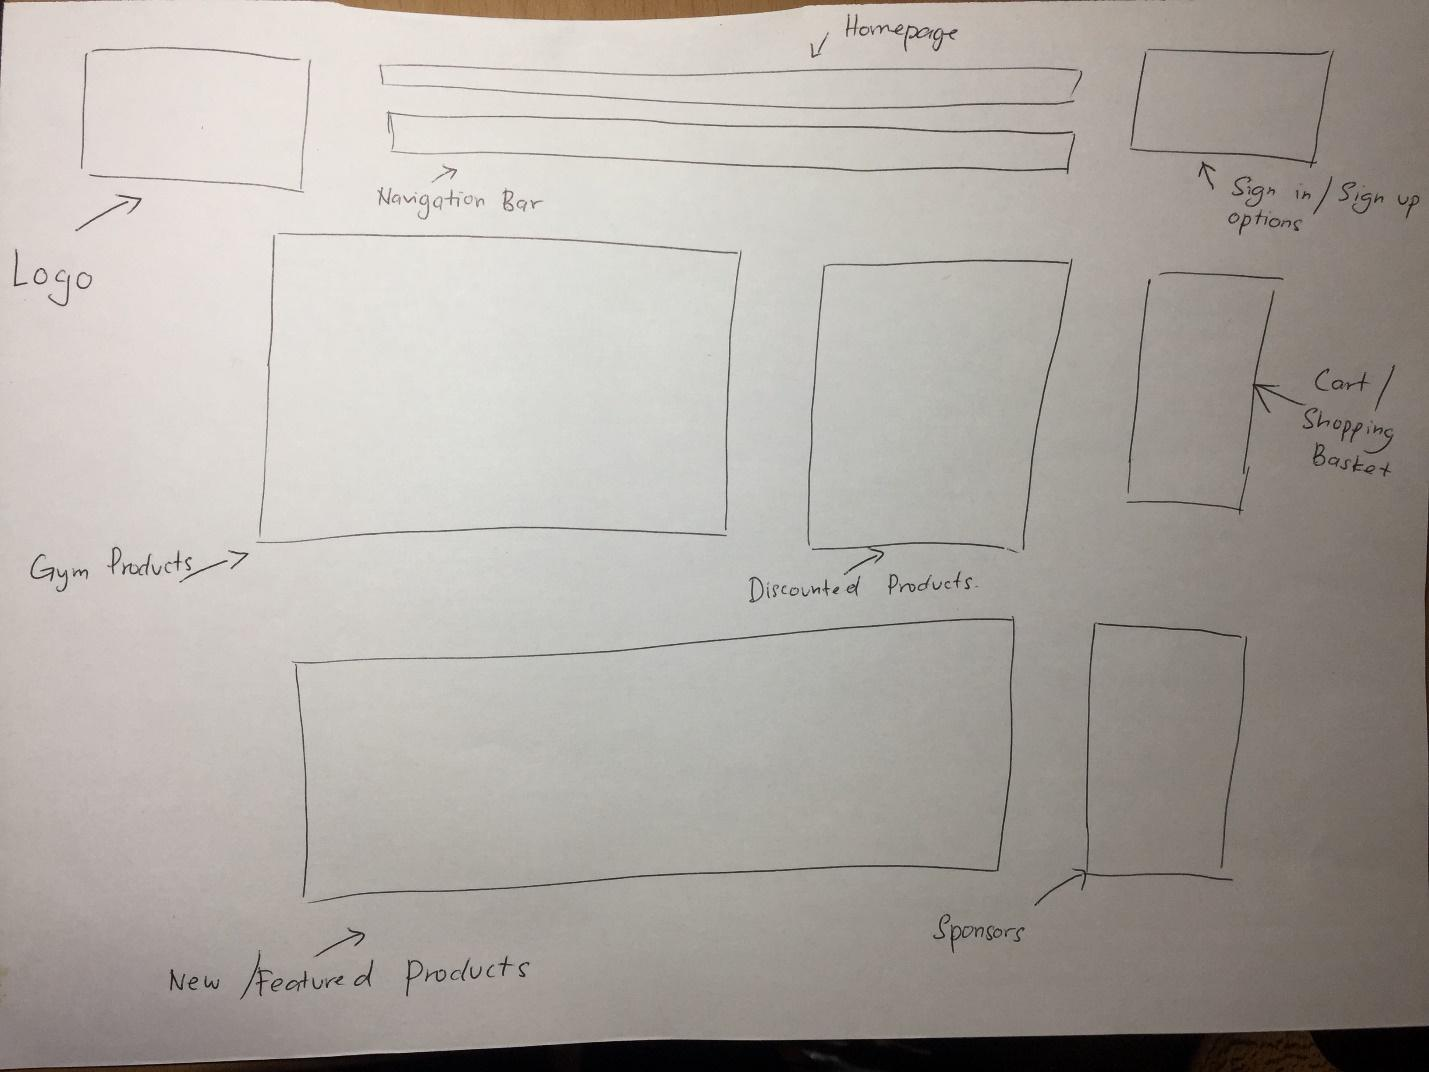 Homepage
Navigation Bar
Sign in / Sign up
options
Logo
Cart /
Shopping
Basket
Gym Products
Discounted Products.
New / Featured Products
Sponsors